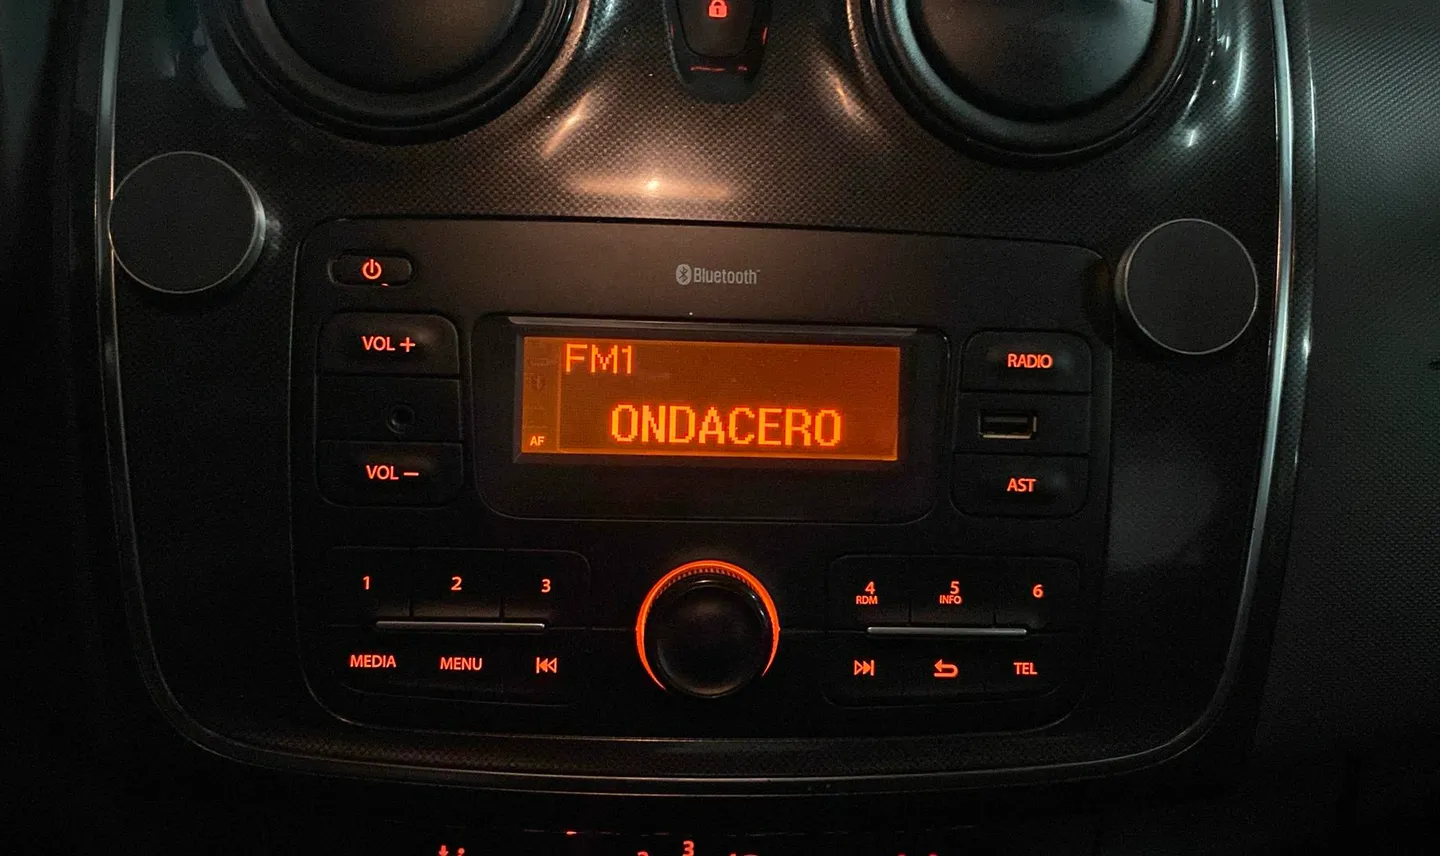 Bluetooth
VOL +
FM1
RADIO
ONDACERO
AF
VOL −
AST
1
2
3
4
RDM
5
INFO
6
MEDIA
MENU
TEL
3